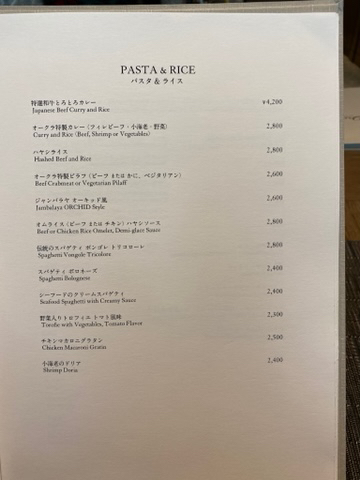 PASTA & RICE
パスタ & ライス
特選和牛とろとろカレー ¥4,200
Japanese Beef Curry and Rice
オークラ特製カレー（フィレビーフ・小海老・野菜） 2,800
Curry and Rice (Beef, Shrimp or Vegetables)
ハヤシライス 2,800
Hashed Beef and Rice
オークラ特製ピラフ（ビーフ または かに、ベジタリアン） 2,600
Beef Crabmeat or Vegetarian Pilaff
ジャンバラヤ オーキッド風 2,600
Jambalaya ORCHID Style
オムライス（ビーフ または チキン）ハヤシソース 2,800
Beef or Chicken Rice Omelet, Demi-glace Sauce
伝統のスパゲティ ボンゴレ トリコローレ 2,800
Spaghetti Vongole Tricolore
スパゲティ ボロネーズ 2,400
Spaghetti Bolognese
シーフードのクリームスパゲティ 2,400
Seafood Spaghetti with Creamy Sauce
野菜入りトロフィエ トマト風味 2,300
Trofie with Vegetables, Tomato Flavor
チキンマカロニグラタン 2,500
Chicken Macaroni Gratin
小海老のドリア 2,400
Shrimp Doria